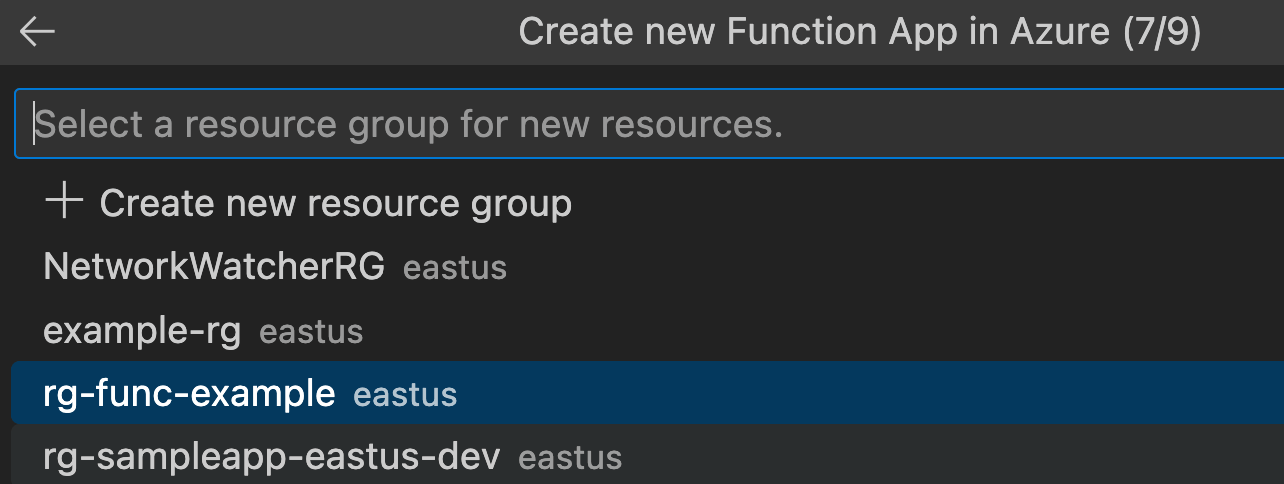 Create new Function App in Azure (7/9)
Select a resource group for new resources.
Create new resource group
NetworkWatcherRG eastus
example-rg eastus
rg-func-example eastus
rg-sampleapp-eastus-dev eastus